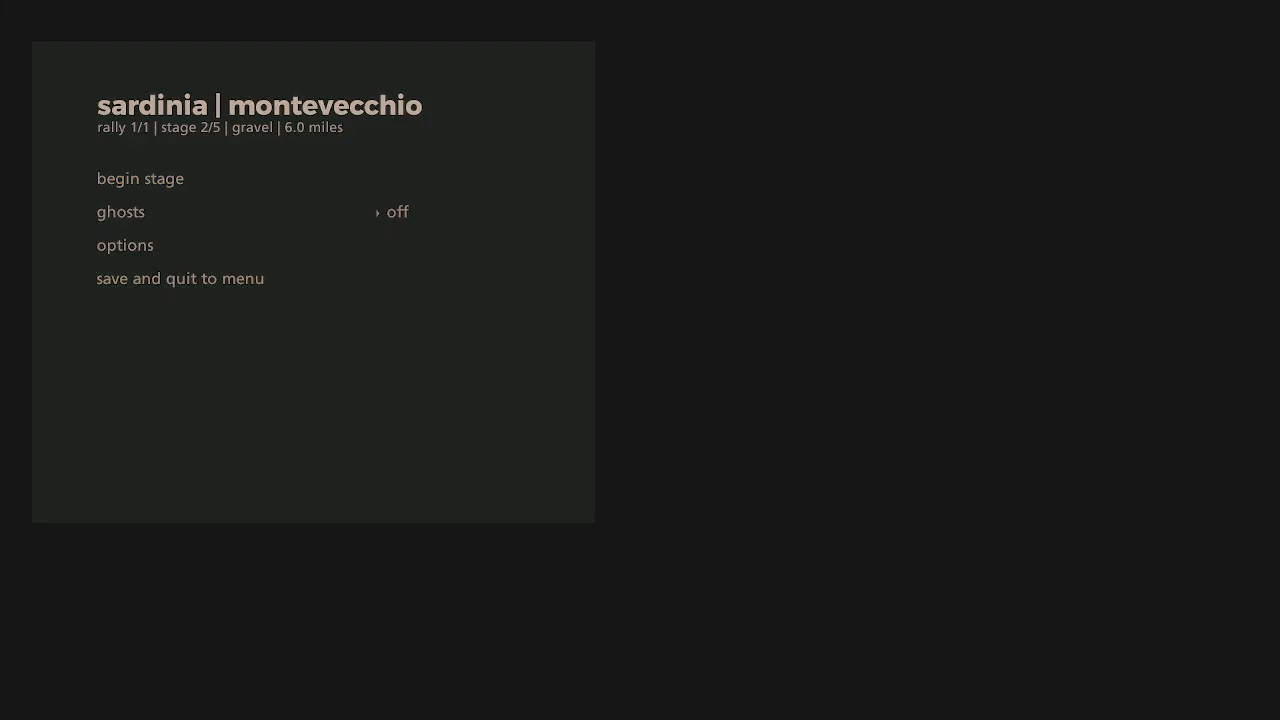 sardinia | montevecchio
rally 1/1 | stage 2/5 | gravel | 6.0 miles
begin stage
ghosts off
options
save and quit to menu